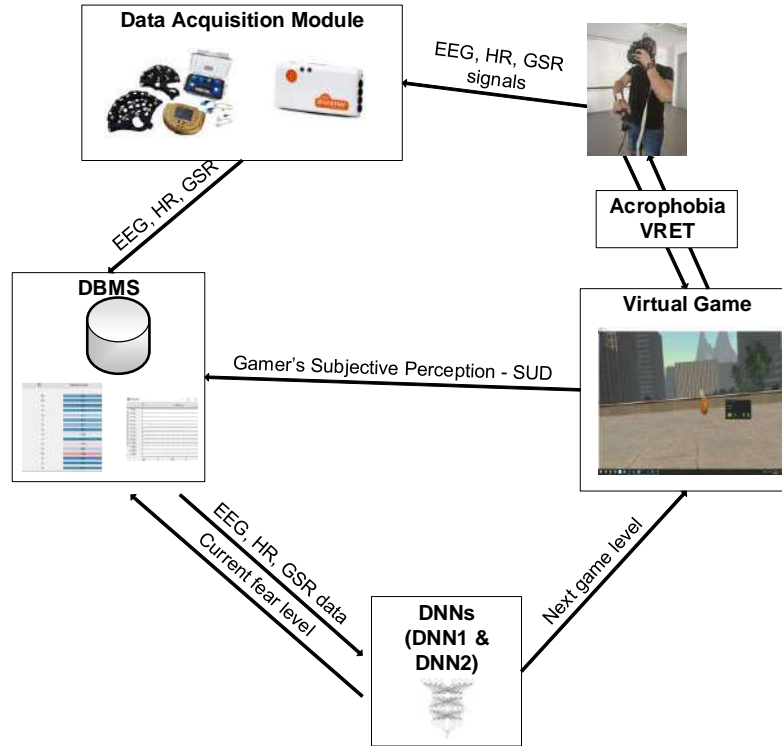 Data Acquisition Module
EEG, HR, GSR
signals
EEG, HR, GSR
Acrophobia
VRET
DBMS
Virtual Game
Gamer's Subjective Perception - SUD
EEG, HR, GSR data
Current fear level
Next game level
DNNs
(DNN1 &
DNN2)